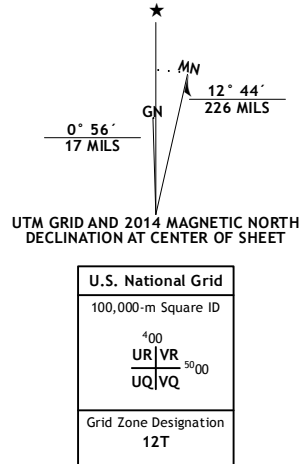 ★
MN
12° 44´
226 MILS
GN
0° 56´
17 MILS
UTM GRID AND 2014 MAGNETIC NORTH
DECLINATION AT CENTER OF SHEET
U.S. National Grid
100,000-m Square ID
⁴00
UR VR
⁵⁰00
UQ VQ
Grid Zone Designation
12T